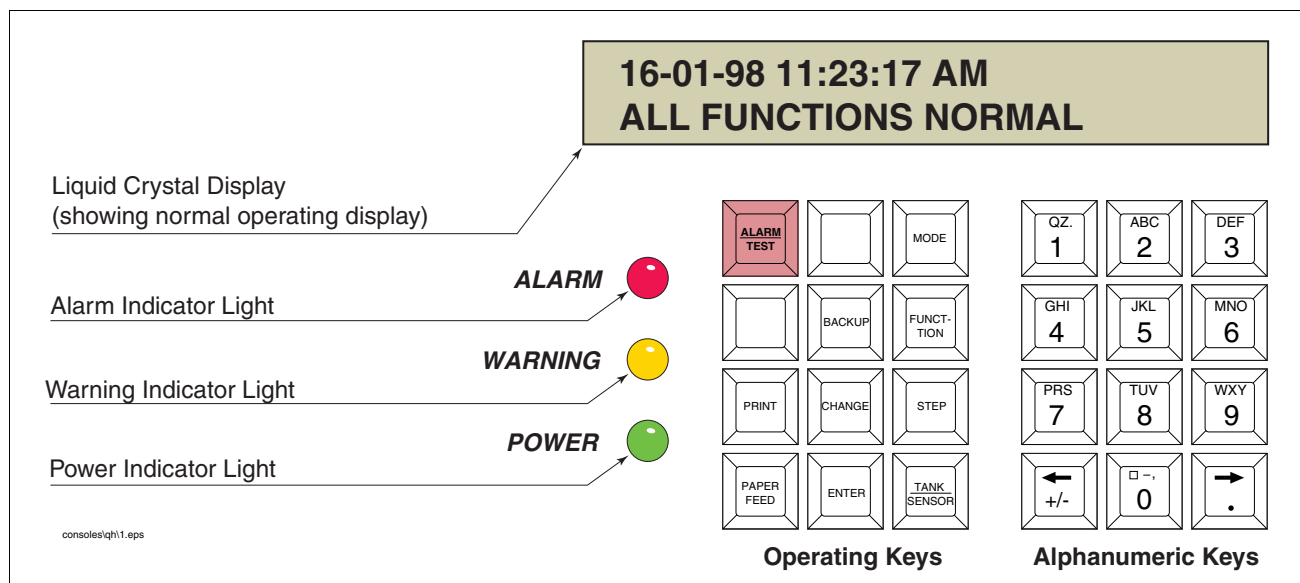 16-01-98 11:23:17 AM
ALL FUNCTIONS NORMAL
Liquid Crystal Display
(showing normal operating display)
ALARM
Alarm Indicator Light
WARNING
Warning Indicator Light
POWER
Power Indicator Light
ALARM
TEST
MODE
BACKUP
FUNCT-
TION
PRINT
CHANGE
STEP
PAPER
FEED
ENTER
TANK
SENSOR
Operating Keys
QZ.
1
ABC
2
DEF
3
GHI
4
JKL
5
MNO
6
PRS
7
TUV
8
WXY
9
←
+/-
□ –,
0
→
.
Alphanumeric Keys
consoles\qh\1.eps